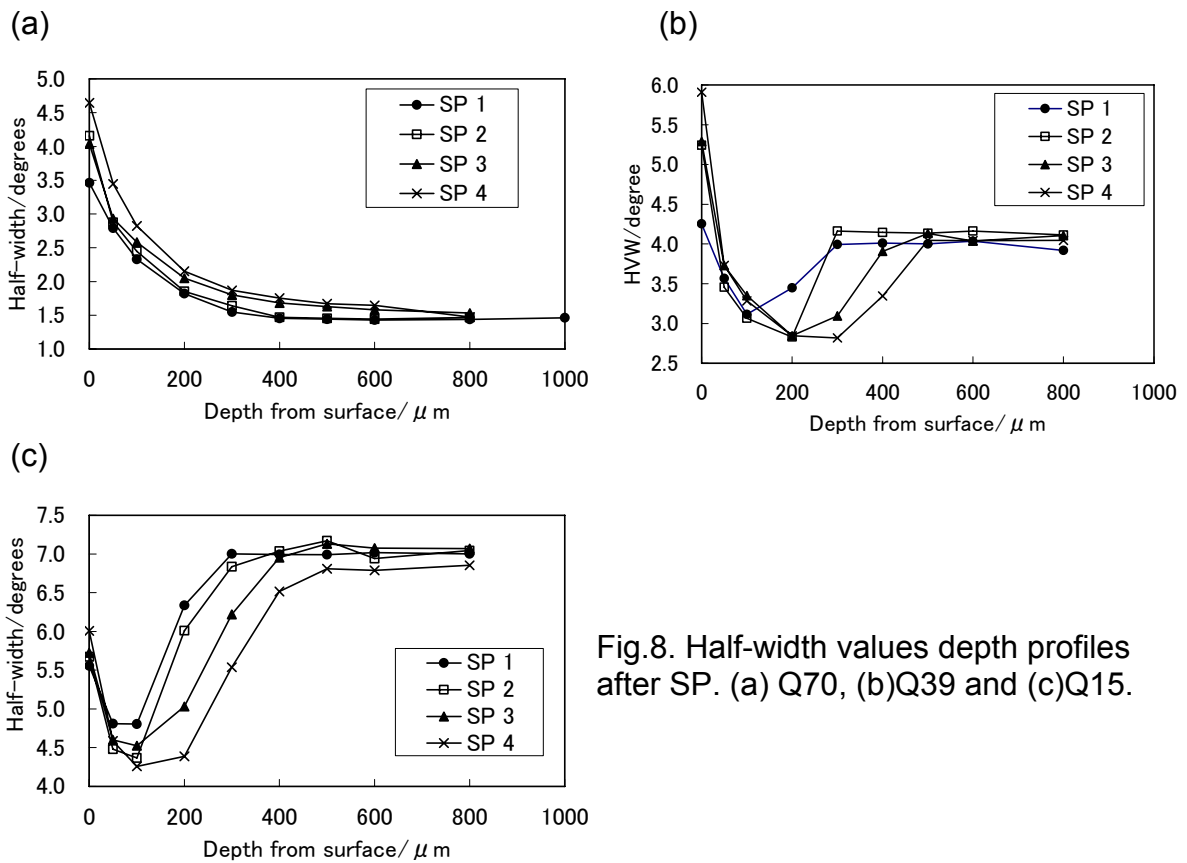 (a)
5.0
4.5
4.0
3.5
3.0
2.5
2.0
1.5
1.0
Half-width/degrees
SP 1
SP 2
SP 3
SP 4
0 200 400 600 800 1000
Depth from surface/ μ m
(b)
6.0
5.5
5.0
4.5
4.0
3.5
3.0
2.5
HVW/degree
SP 1
SP 2
SP 3
SP 4
0 200 400 600 800 1000
Depth from surface/ μ m
(c)
7.5
7.0
6.5
6.0
5.5
5.0
4.5
4.0
Half-width/degrees
SP 1
SP 2
SP 3
SP 4
0 200 400 600 800 1000
Depth from surface/ μ m
Fig.8. Half-width values depth profiles
after SP. (a) Q70, (b)Q39 and (c)Q15.